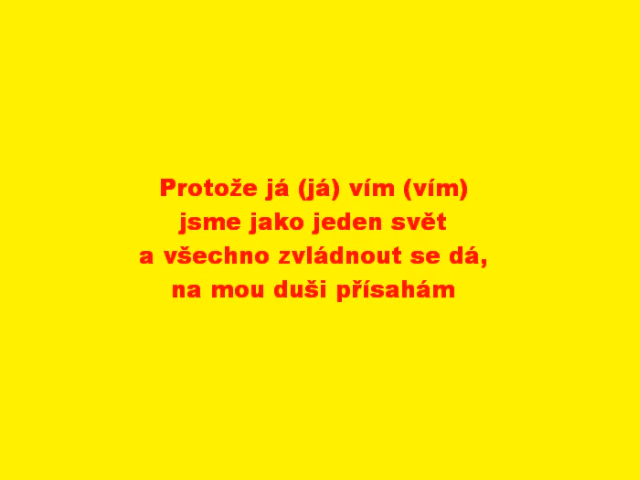 Protože já (já) vím (vím)
jsme jako jeden svět
a všechno zvládnout se dá,
na mou duši přísahám